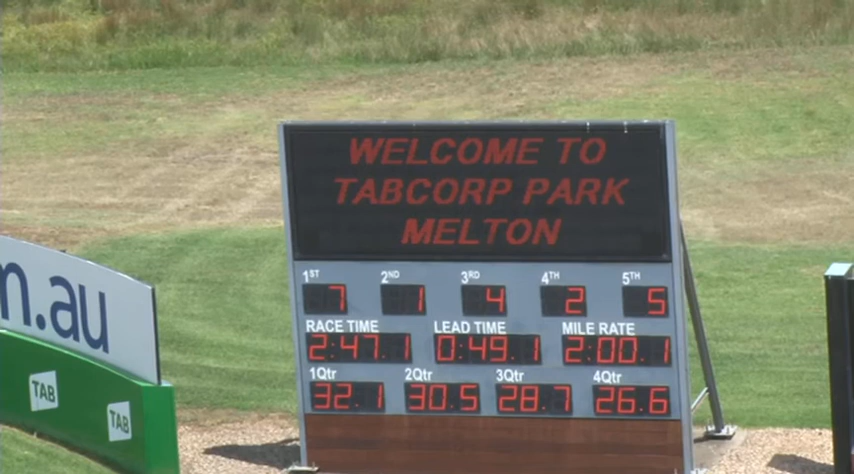 WELCOME TO
TABCORP PARK
MELTON
1ST 2ND 3RD 4TH 5TH
7 1 4 2 5
RACE TIME LEAD TIME MILE RATE
2:47.1 0:49.1 2:00.1
1Qtr 2Qtr 3Qtr 4Qtr
32.1 30.5 28.7 26.6
m.au
TAB
TAB